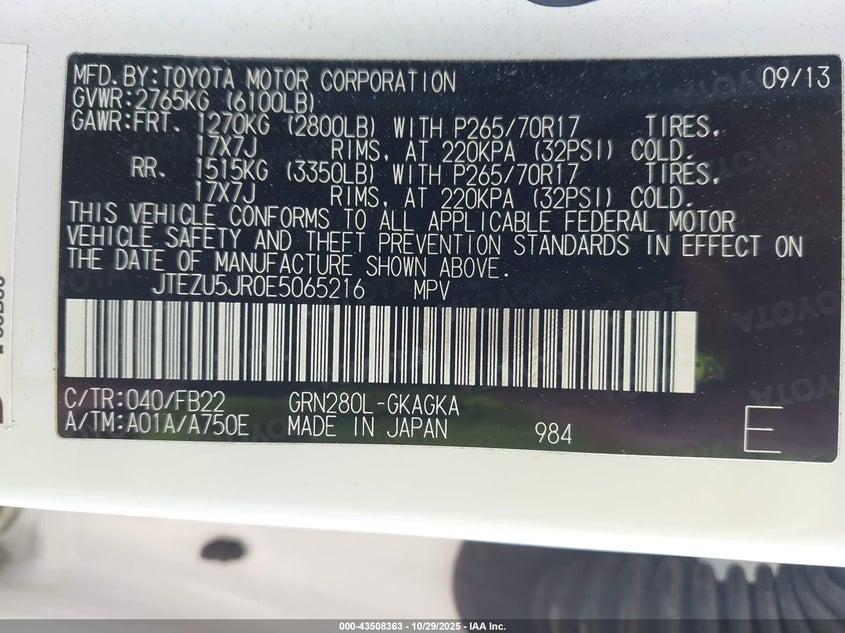 MFD.BY:TOYOTA MOTOR CORPORATION 09/13
GVWR:2765KG (6100LB)
GAWR:FRT. 1270KG (2800LB) WITH P265/70R17 TIRES,
17X7J RIMS, AT 220KPA (32PSI) COLD.
RR. 1515KG (3350LB) WITH P265/70R17 TIRES,
17X7J RIMS, AT 220KPA (32PSI) COLD.
THIS VEHICLE CONFORMS TO ALL APPLICABLE FEDERAL MOTOR
VEHICLE SAFETY AND THEFT PREVENTION STANDARDS IN EFFECT ON
THE DATE OF MANUFACTURE SHOWN ABOVE.
JTEZU5JR0E5065216 MPV
C/TR:040/FB22 GRN280L-GKAGKA
A/TM:A01A/A750E MADE IN JAPAN 984 E
000-43508363 | 10/29/2025 | IAA Inc.